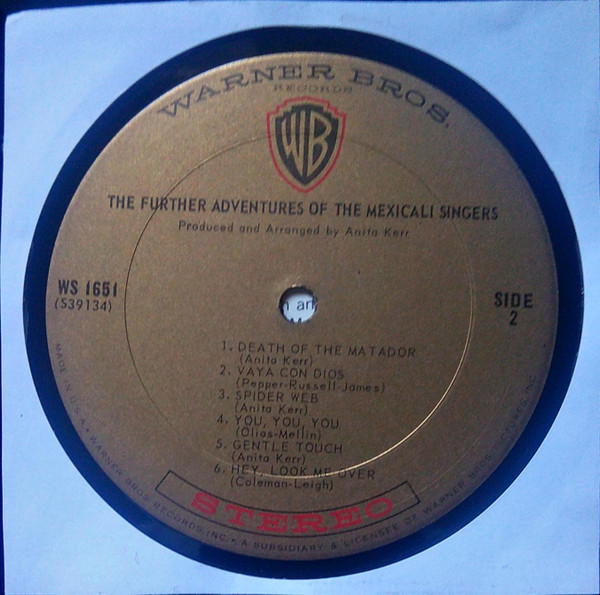 WARNER BROS.
RECORDS
WB
THE FURTHER ADVENTURES OF THE MEXICALI SINGERS
Produced and Arranged by Anita Kerr
WS 1651
(S39134)
SIDE
2
1. DEATH OF THE MATADOR
(Anita Kerr)
2. VAYA CON DIOS
(Pepper-Russell-James)
3. SPIDER WEB
(Anita Kerr)
4. YOU, YOU, YOU
(Olias-Mellin)
5. GENTLE TOUCH
(Anita Kerr)
6. HEY, LOOK ME OVER
(Coleman-Leigh)
STEREO
MADE IN U.S.A. • WARNER BROS. RECORDS, INC. • A SUBSIDIARY & LICENSEE OF WARNER BROS. PICTURES, INC.